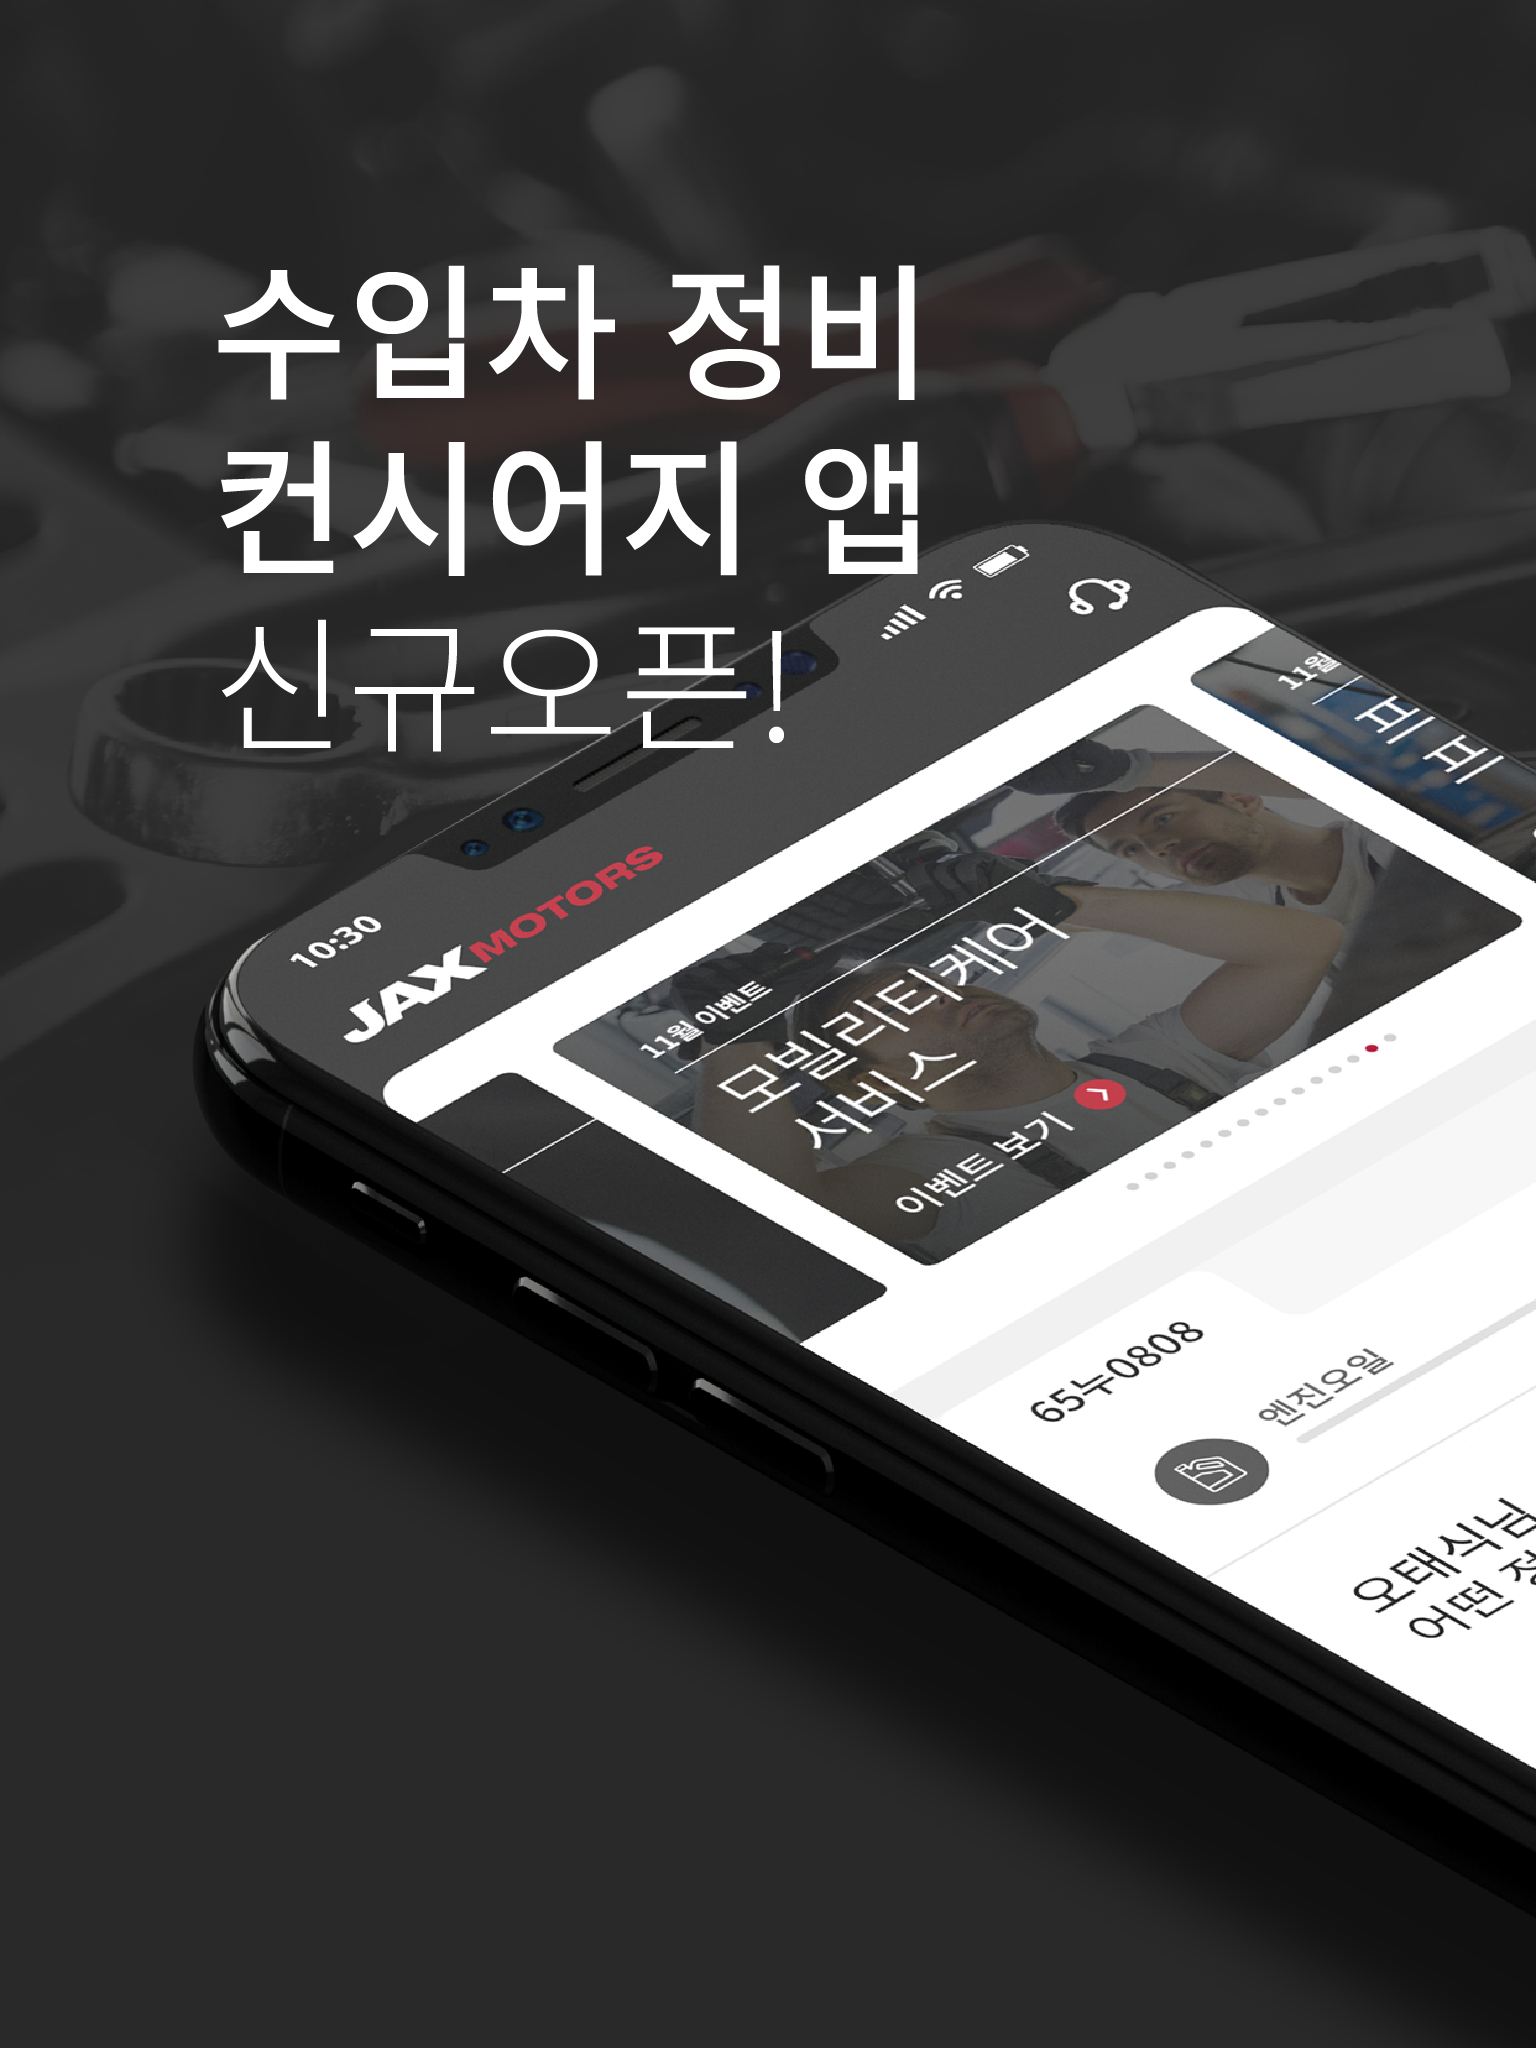 수입차 정비
컨시어지 앱
신규오픈!
10:30
JAX MOTORS
11월 이벤트
모빌리티케어
서비스
이벤트 보기
11월
프
프
65누0808
엔진오일
오태식님
어떤